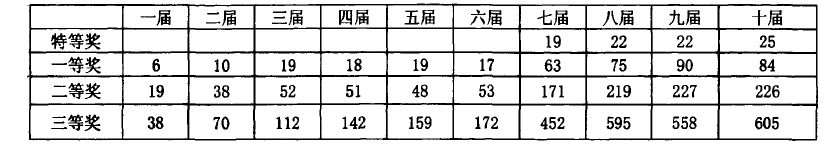 一届 二届 三届 四届 五届 六届 七届 八届 九届 十届
特等奖 19 22 22 25
一等奖 6 10 19 18 19 17 63 75 90 84
二等奖 19 38 52 51 48 53 171 219 227 226
三等奖 38 70 112 142 159 172 452 595 558 605